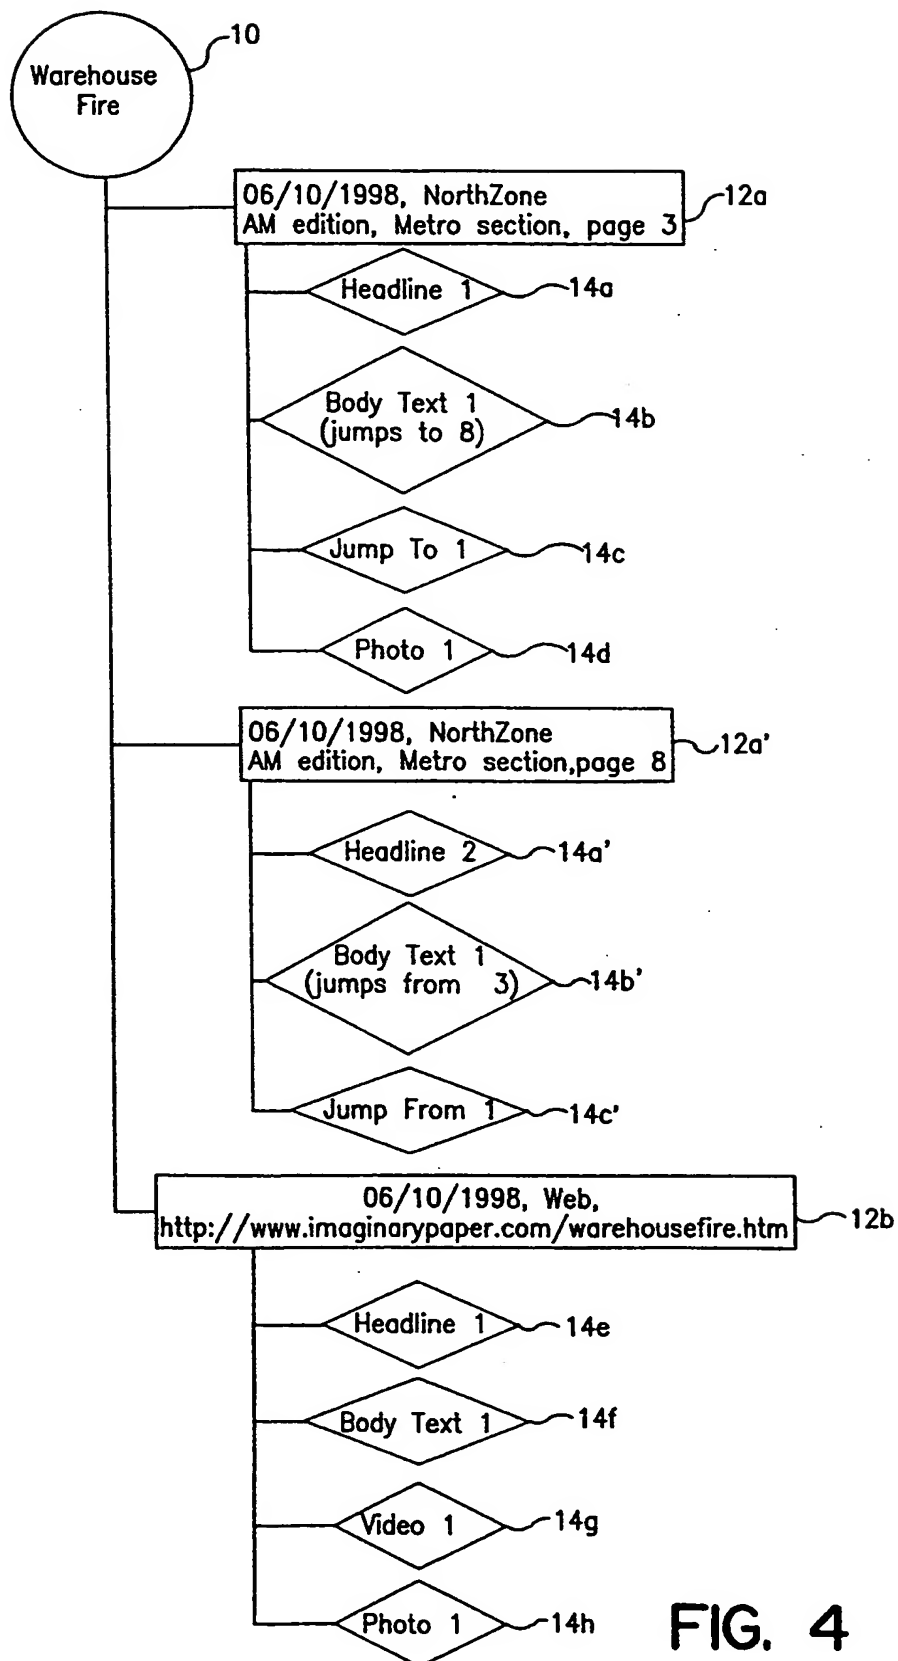 10
Warehouse
Fire
06/10/1998, NorthZone
AM edition, Metro section, page 3
12a
Headline 1
14a
Body Text 1
(jumps to 8)
14b
Jump To 1
14c
Photo 1
14d
06/10/1998, NorthZone
AM edition, Metro section,page 8
12a'
Headline 2
14a'
Body Text 1
(jumps from 3)
14b'
Jump From 1
14c'
06/10/1998, Web,
http://www.imaginarypaper.com/warehousefire.htm
12b
Headline 1
14e
Body Text 1
14f
Video 1
14g
Photo 1
14h
FIG. 4